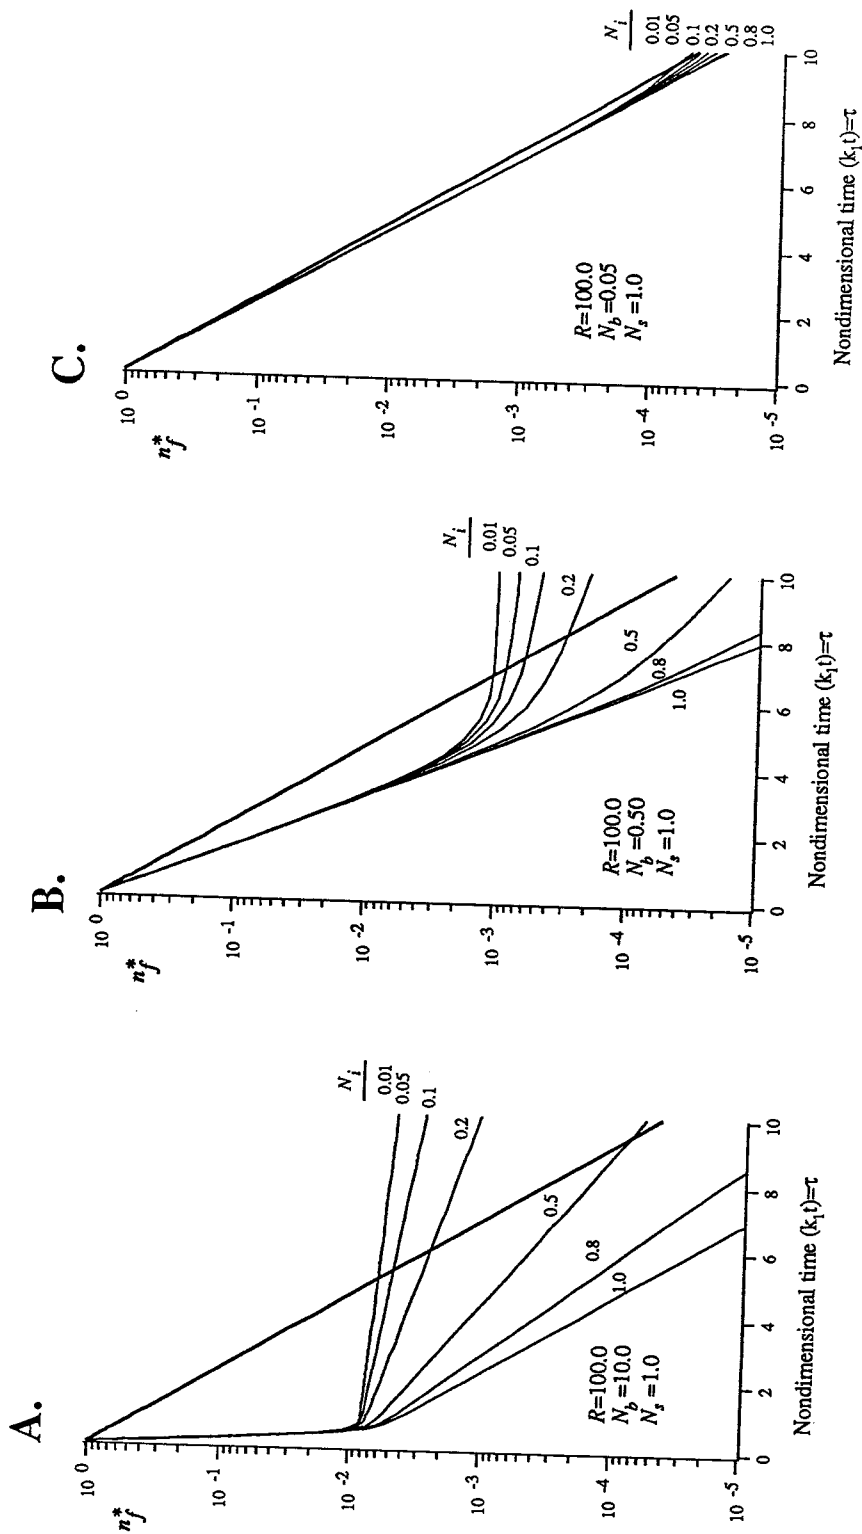 A.
n*f
10 0
10 -1
10 -2
10 -3
10 -4
10 -5
0
2
4
6
8
10
Nondimensional time (k1t)=τ
R=100.0
Nb=10.0
Ns=1.0
Ni
0.01
0.05
0.1
0.2
0.5
0.8
1.0
B.
n*f
10 0
10 -1
10 -2
10 -3
10 -4
10 -5
0
2
4
6
8
10
Nondimensional time (k1t)=τ
R=100.0
Nb=0.50
Ns=1.0
Ni
0.01
0.05
0.1
0.2
0.5
0.8
1.0
C.
n*f
10 0
10 -1
10 -2
10 -3
10 -4
10 -5
0
2
4
6
8
10
Nondimensional time (k1t)=τ
R=100.0
Nb=0.05
Ns=1.0
Ni
0.01
0.05
0.1
0.2
0.5
0.8
1.0